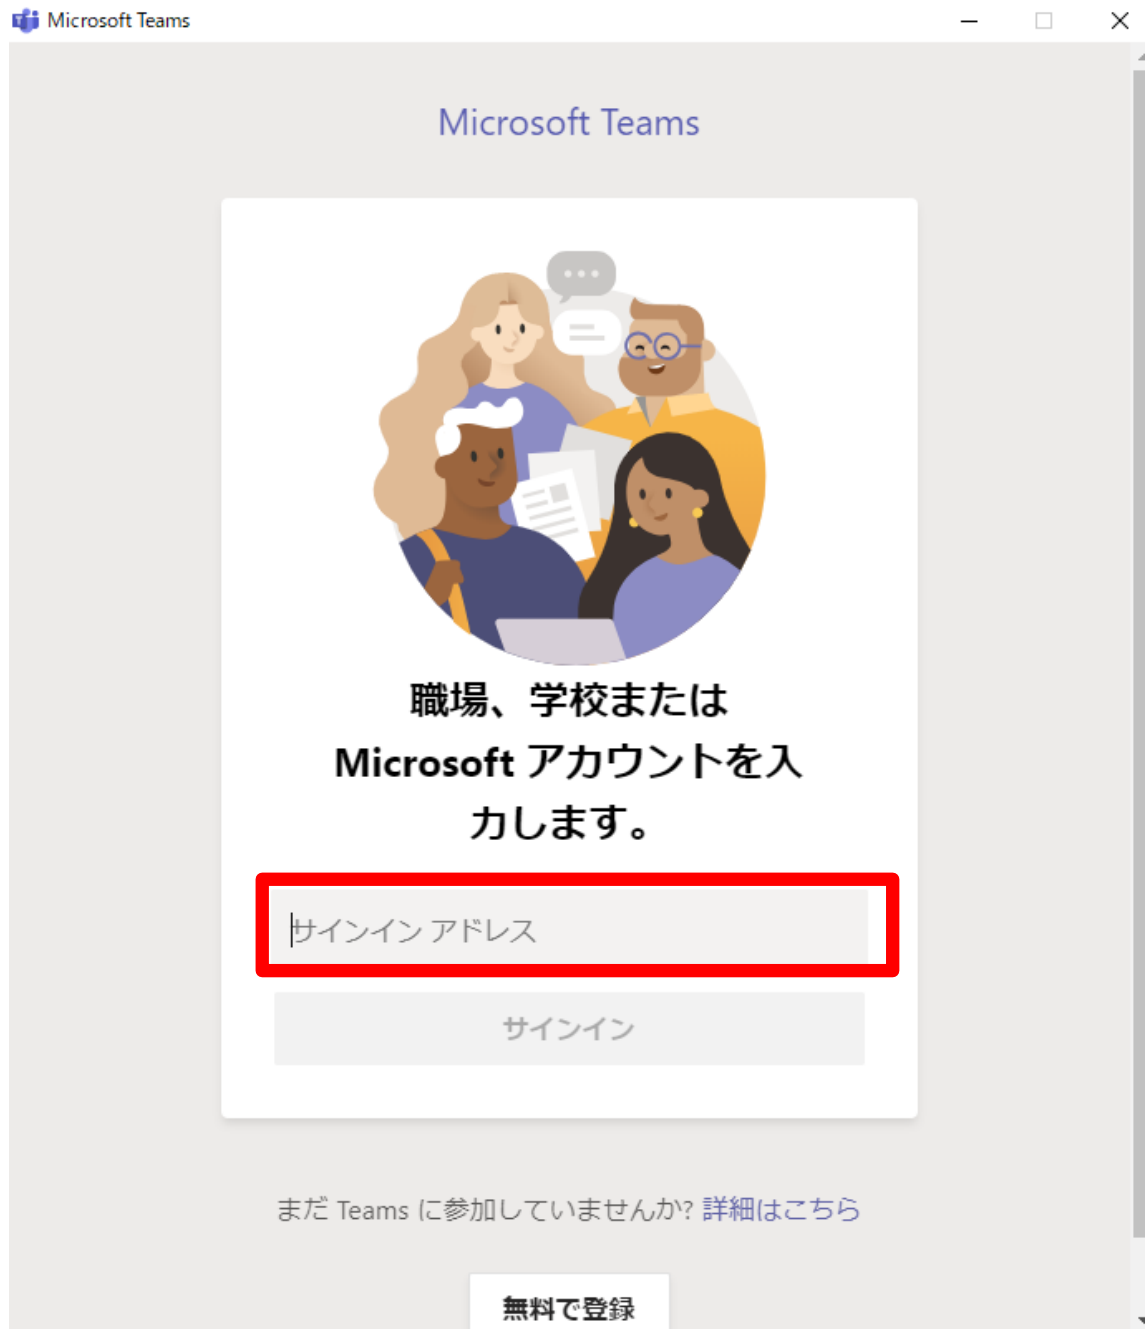 Microsoft Teams
Microsoft Teams
職場、学校または
Microsoft アカウントを入
力します。
サインイン アドレス
サインイン
まだ Teams に参加していませんか? 詳細はこちら
無料で登録